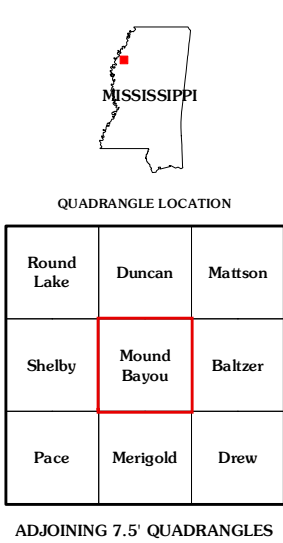 MISSISSIPPI
QUADRANGLE LOCATION
Round
Lake
Duncan
Mattson
Shelby
Mound
Bayou
Baltzer
Pace
Merigold
Drew
ADJOINING 7.5' QUADRANGLES